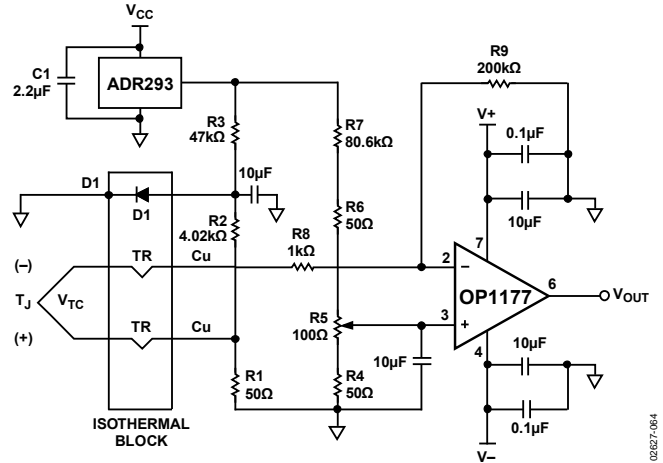 VCC
C1
2.2µF
ADR293
R9
200kΩ
R3
47kΩ
R7
80.6kΩ
V+
0.1µF
10µF
D1
D1
10µF
R2
4.02kΩ
R6
50Ω
R8
1kΩ
(–)
TR
Cu
TJ
VTC
(+)
TR
Cu
R5
100Ω
2
–
3
+
7
OP1177
6
VOUT
4
10µF
R1
50Ω
R4
50Ω
10µF
0.1µF
V–
ISOTHERMAL
BLOCK
02627-064